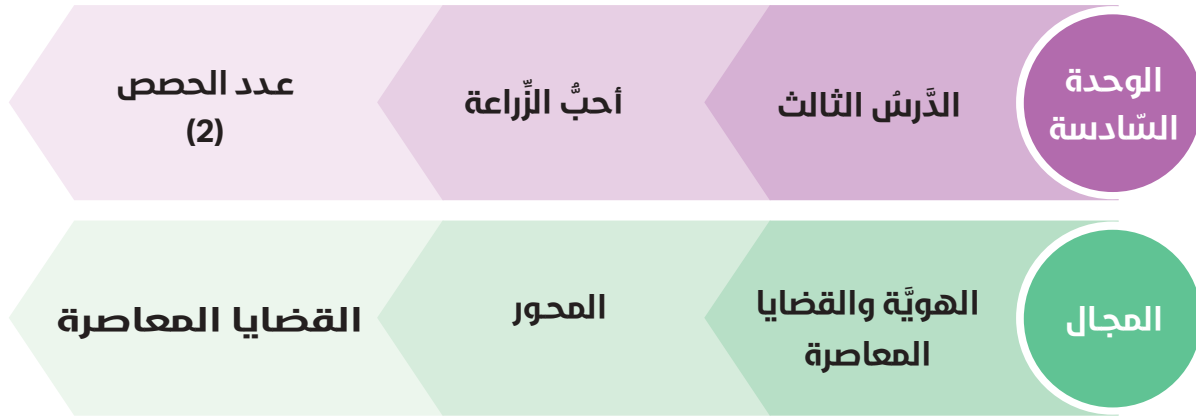 الوحدة
السّادسة
الدَّرسُ الثالث
أحبُّ الزِّراعة
عدد الحصص
(2)
المجال
الهويَّة والقضايا
المعاصرة
المحور
القضايا المعاصرة